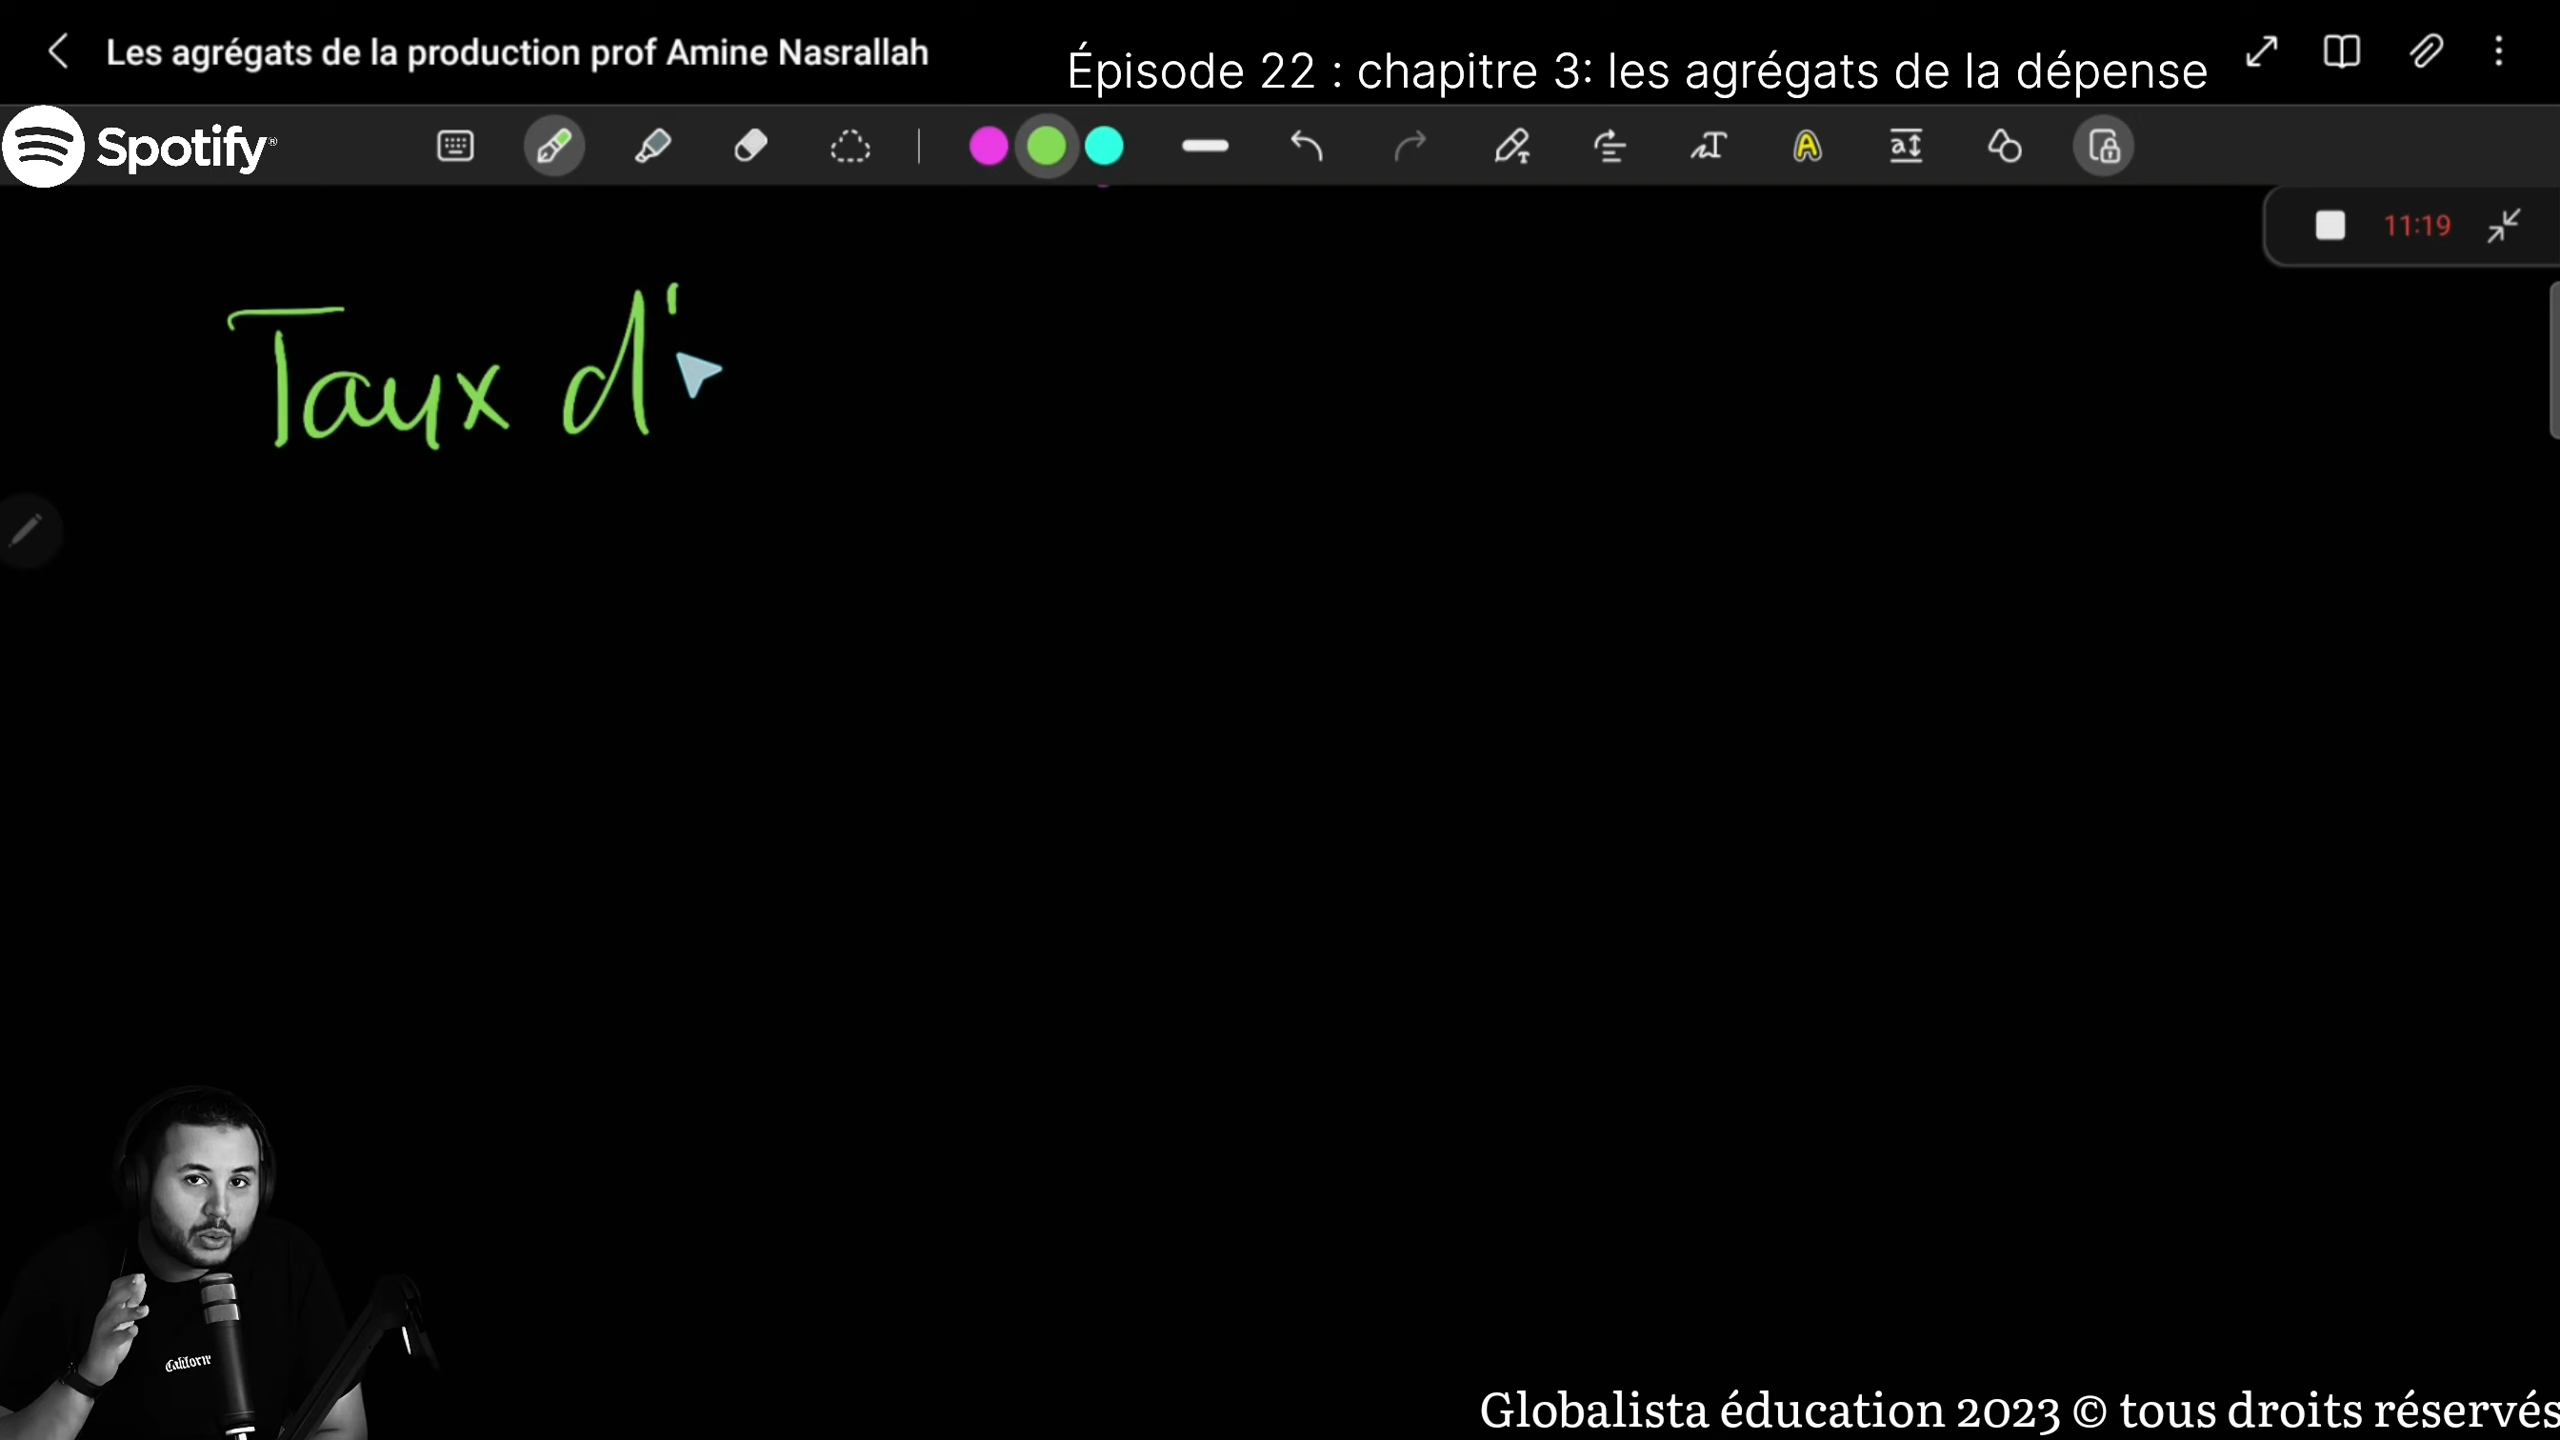 Les agrégats de la production prof Amine Nasrallah
Épisode 22 : chapitre 3: les agrégats de la dépense
Spotify®
11:19
Taux d'
Globalista éducation 2023 © tous droits réservés